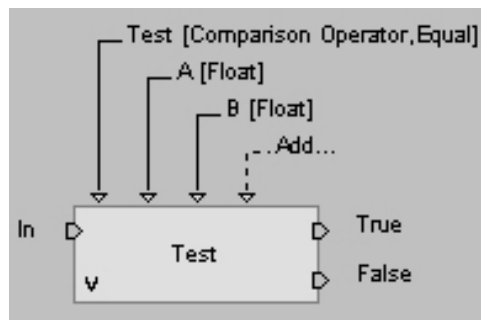 Test [Comparison Operator,Equal]
A [Float]
B [Float]
Add...
In
True
Test
False
V